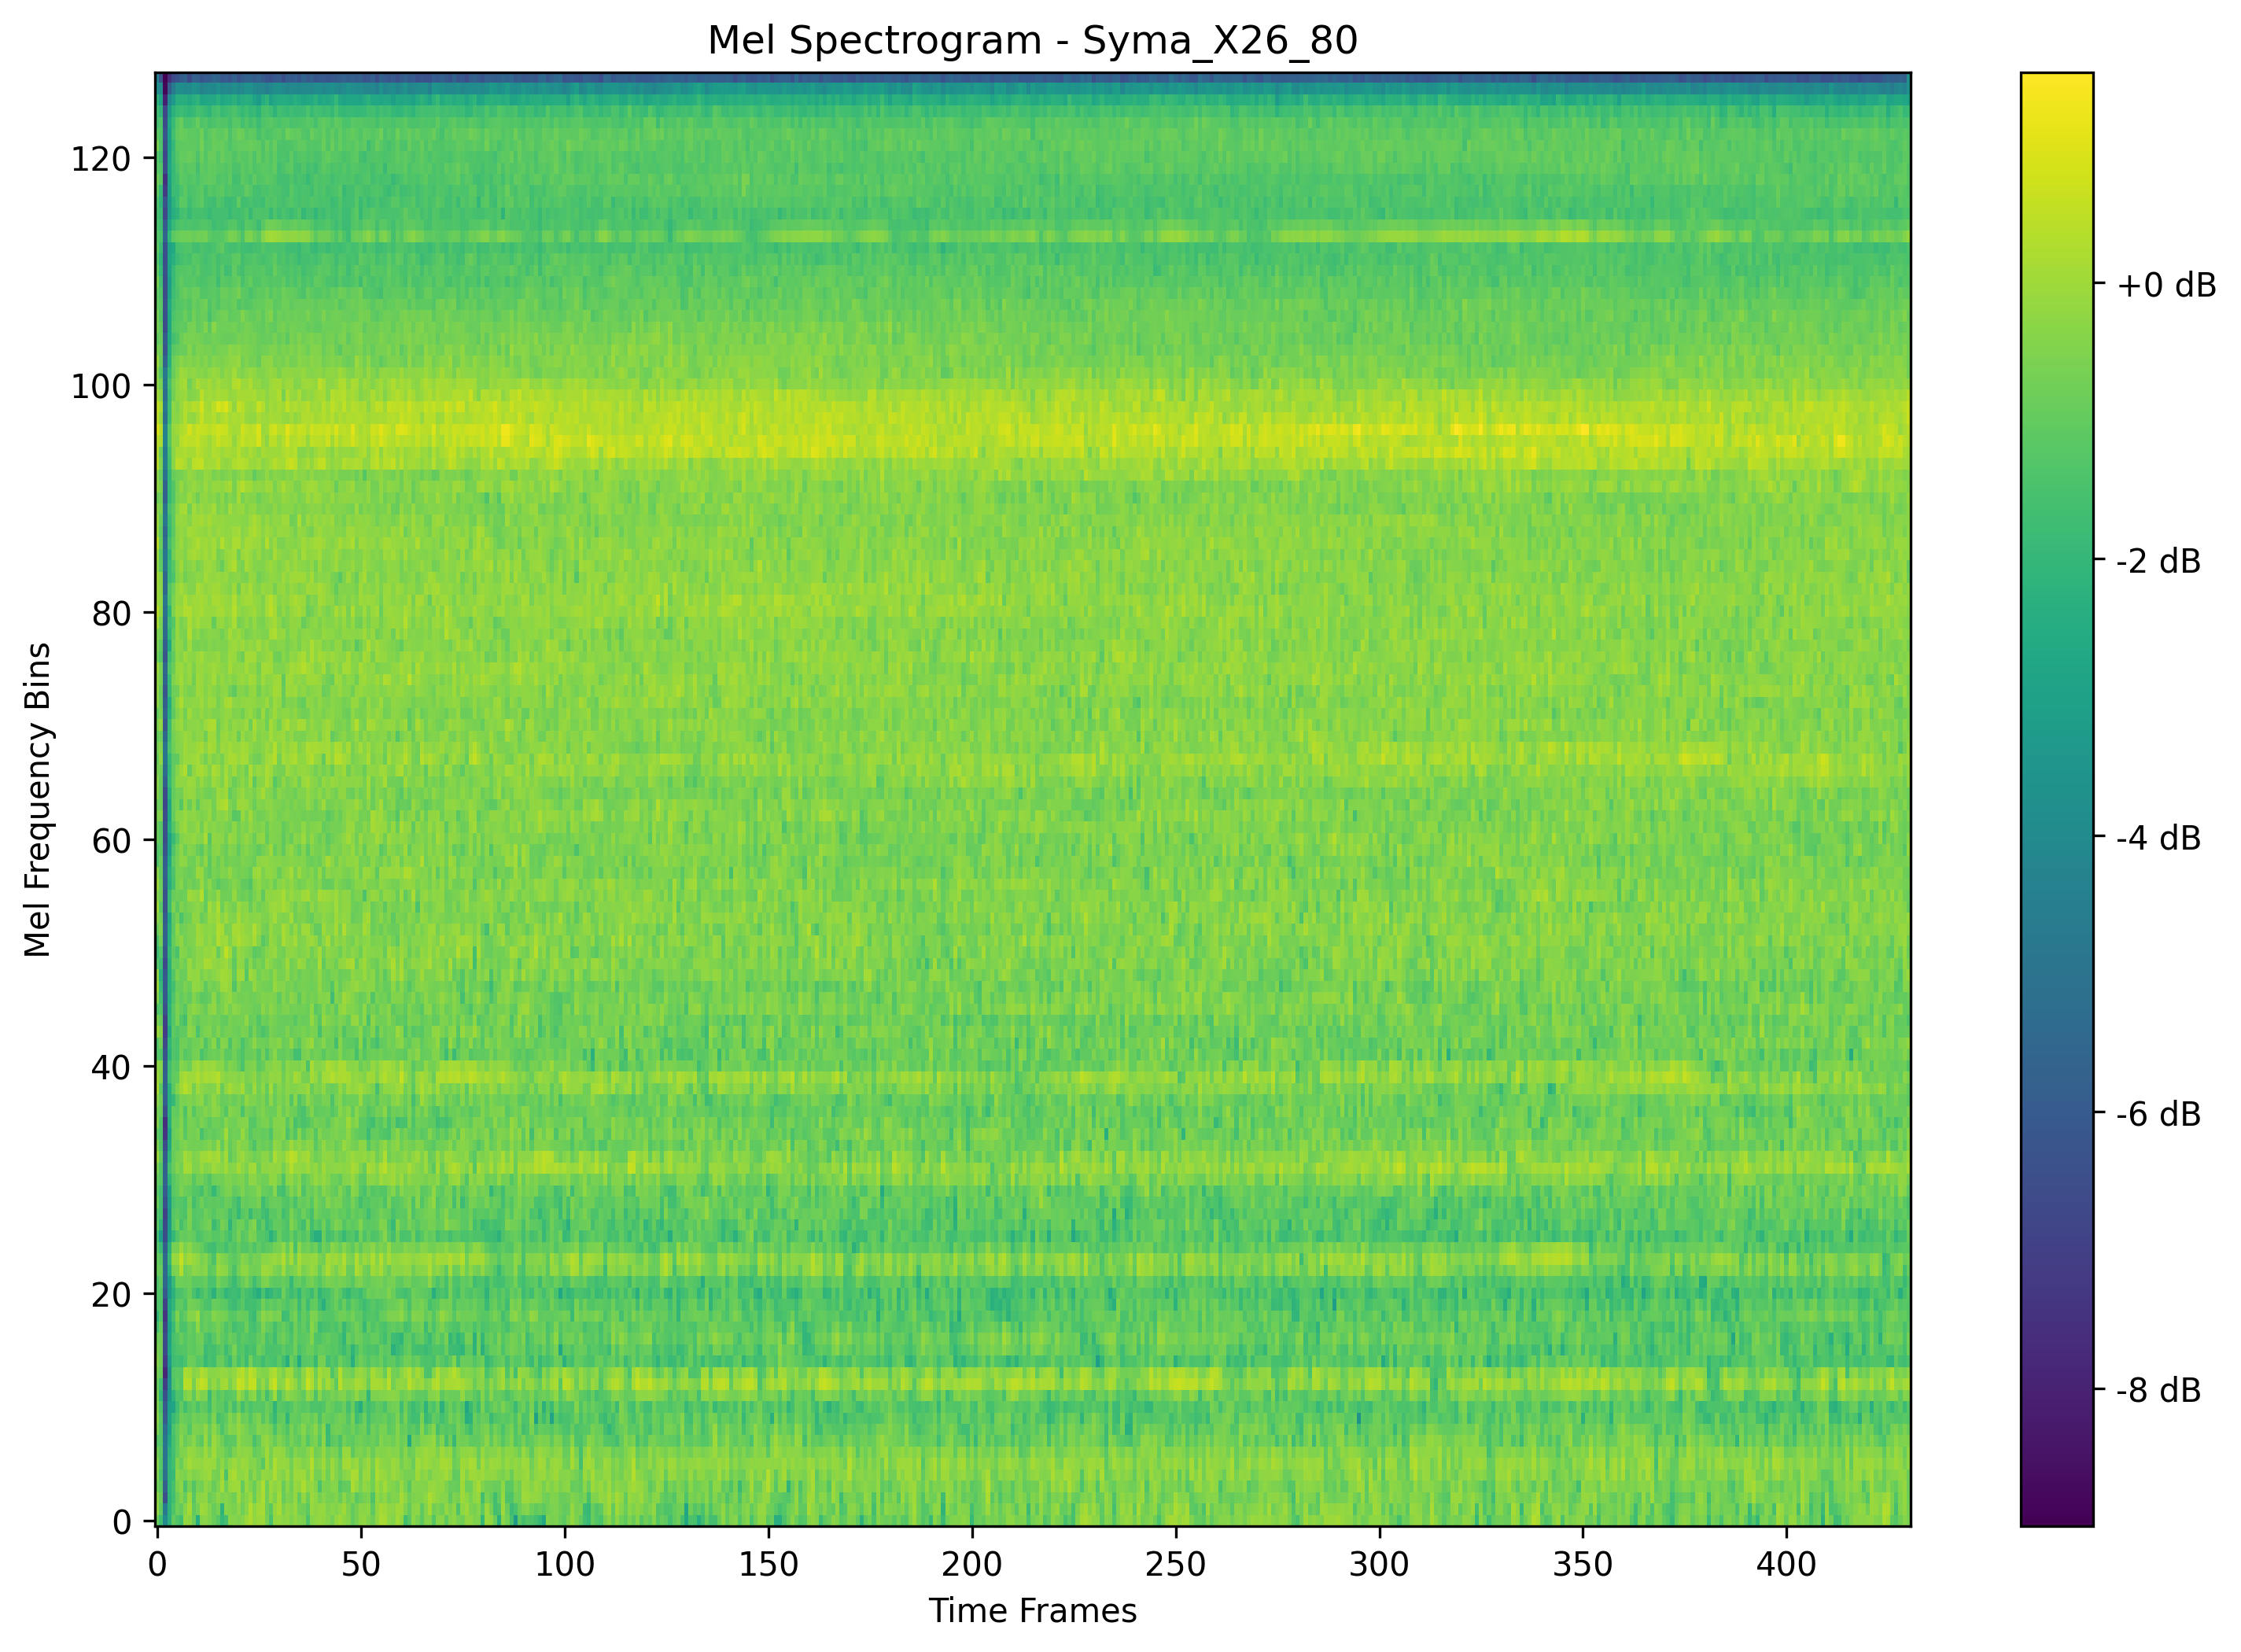 Mel Spectrogram - Syma_X26_80
Mel Frequency Bins
120
100
80
60
40
20
0
0 50 100 150 200 250 300 350 400
Time Frames
+0 dB
-2 dB
-4 dB
-6 dB
-8 dB